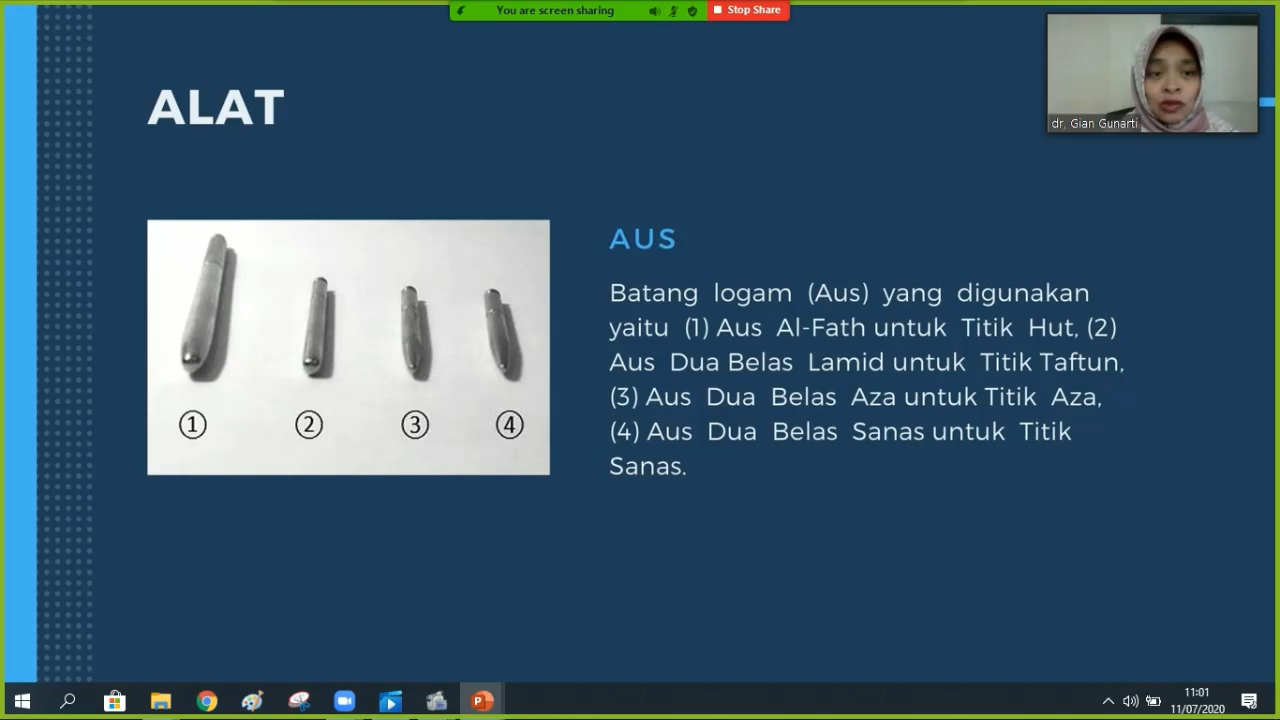 You are screen sharing
Stop Share
dr, Gian Gunarti
ALAT
① ② ③ ④
AUS
Batang logam (Aus) yang digunakan
yaitu (1) Aus Al-Fath untuk Titik Hut, (2)
Aus Dua Belas Lamid untuk Titik Taftun,
(3) Aus Dua Belas Aza untuk Titik Aza,
(4) Aus Dua Belas Sanas untuk Titik
Sanas.
11:01
11/07/2020